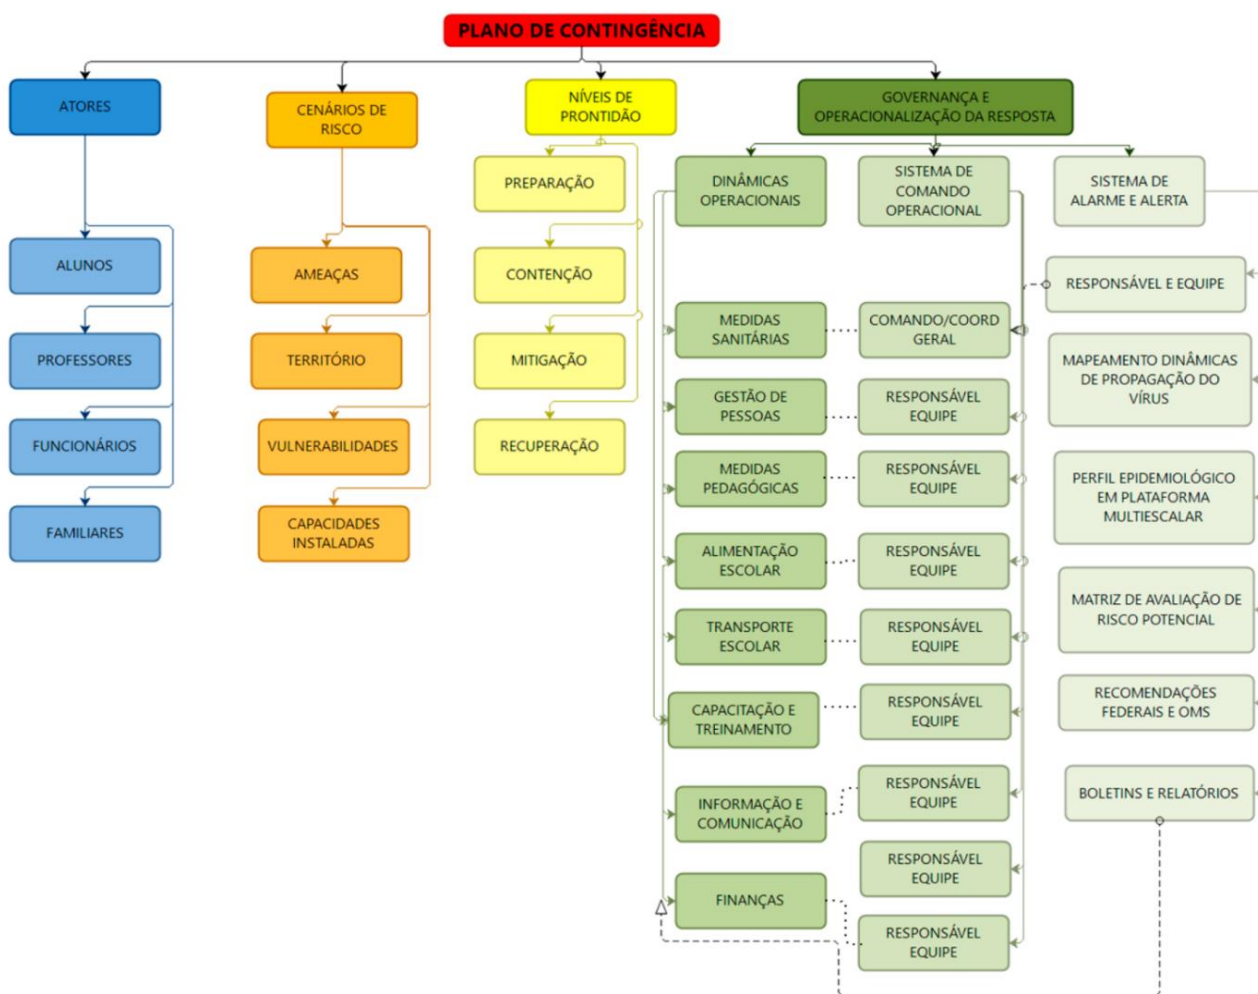 PLANO DE CONTINGÊNCIA
ATORES
ALUNOS
PROFESSORES
FUNCIONÁRIOS
FAMILIARES
CENÁRIOS DE
RISCO
AMEAÇAS
TERRITÓRIO
VULNERABILIDADES
CAPACIDADES
INSTALADAS
NÍVEIS DE
PRONTIDÃO
PREPARAÇÃO
CONTENÇÃO
MITIGAÇÃO
RECUPERAÇÃO
GOVERNANÇA E
OPERACIONALIZAÇÃO DA RESPOSTA
DINÂMICAS
OPERACIONAIS
MEDIDAS
SANITÁRIAS
GESTÃO DE
PESSOAS
MEDIDAS
PEDAGÓGICAS
ALIMENTAÇÃO
ESCOLAR
TRANSPORTE
ESCOLAR
CAPACITAÇÃO E
TREINAMENTO
INFORMAÇÃO E
COMUNICAÇÃO
FINANÇAS
SISTEMA DE
COMANDO
OPERACIONAL
COMANDO/COORD
GERAL
RESPONSÁVEL
EQUIPE
RESPONSÁVEL
EQUIPE
RESPONSÁVEL
EQUIPE
RESPONSÁVEL
EQUIPE
RESPONSÁVEL
EQUIPE
RESPONSÁVEL
EQUIPE
RESPONSÁVEL
EQUIPE
RESPONSÁVEL
EQUIPE
SISTEMA DE
ALARME E ALERTA
RESPONSÁVEL E EQUIPE
MAPEAMENTO DINÂMICAS
DE PROPAGAÇÃO DO
VÍRUS
PERFIL EPIDEMIOLÓGICO
EM PLATAFORMA
MULTIESCALAR
MATRIZ DE AVALIAÇÃO DE
RISCO POTENCIAL
RECOMENDAÇÕES
FEDERAIS E OMS
BOLETINS E RELATÓRIOS